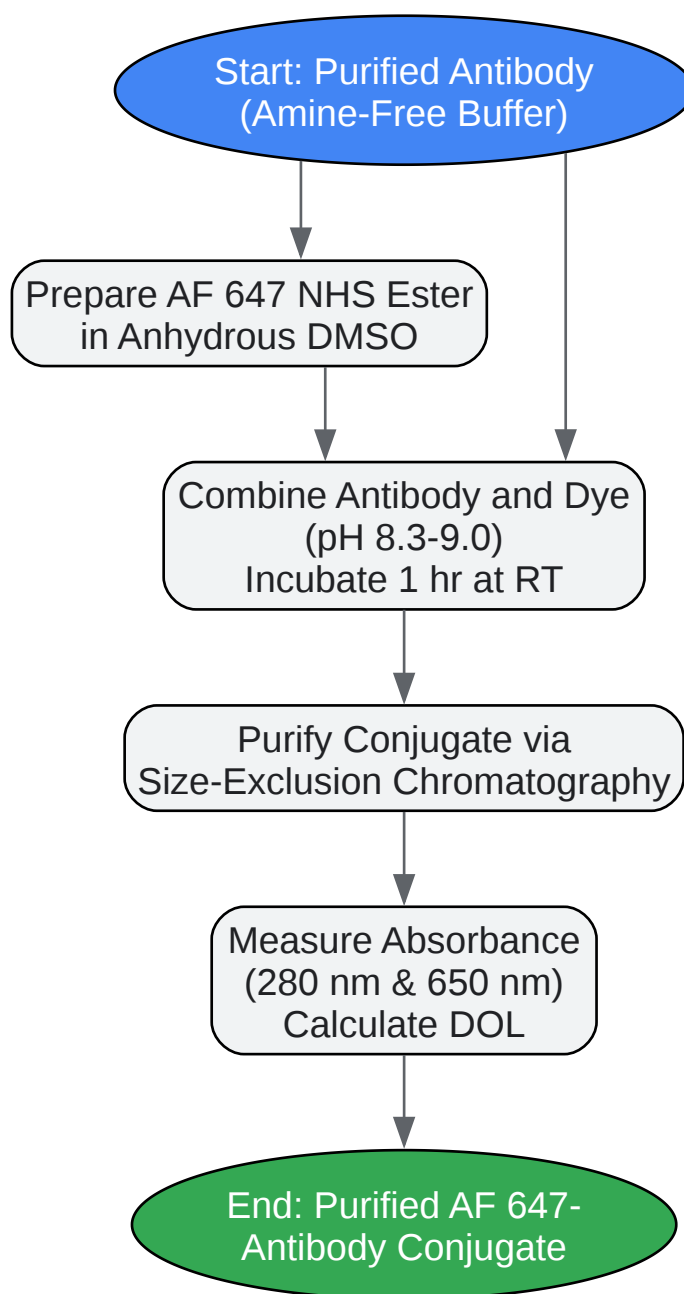 Start: Purified Antibody
(Amine-Free Buffer)
Prepare AF 647 NHS Ester
in Anhydrous DMSO
Combine Antibody and Dye
(pH 8.3-9.0)
Incubate 1 hr at RT
Purify Conjugate via
Size-Exclusion Chromatography
Measure Absorbance
(280 nm & 650 nm)
Calculate DOL
End: Purified AF 647-
Antibody Conjugate